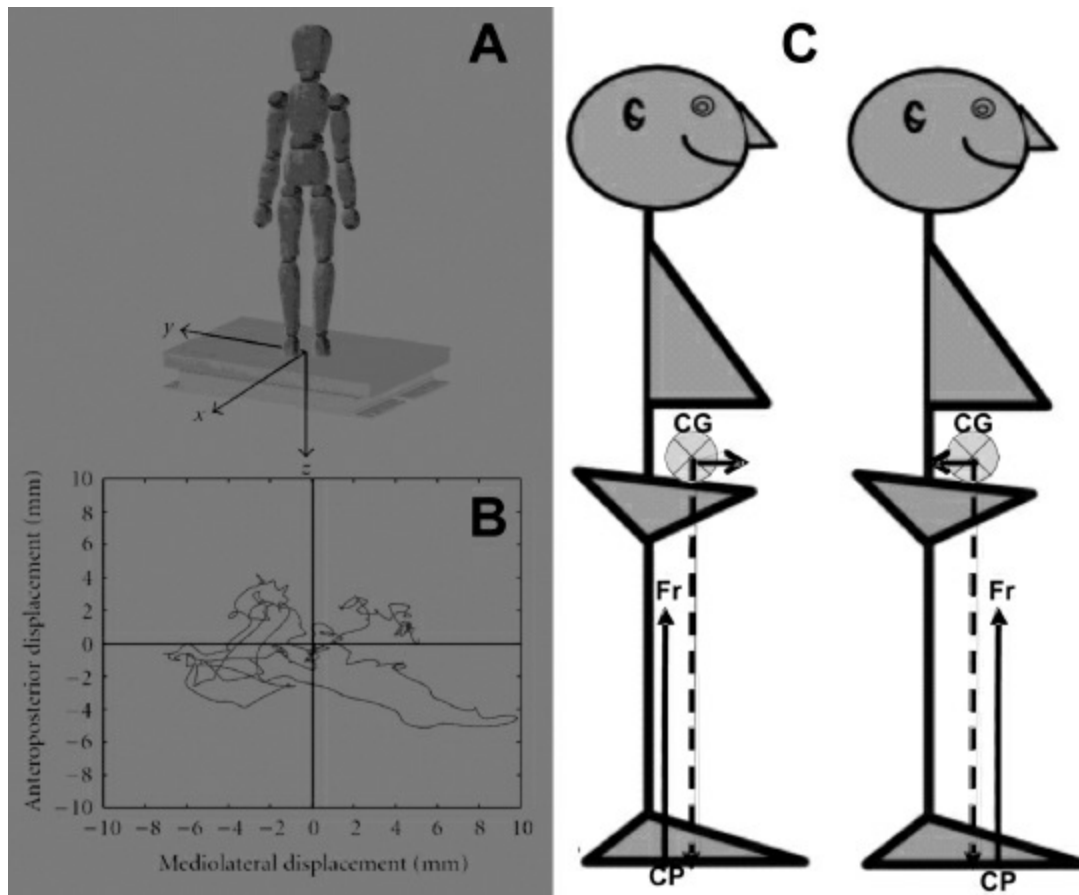 A
y
x
z
B
Anteroposterior displacement (mm)
10
8
6
4
2
0
−2
−4
−6
−8
−10
−10 −8 −6 −4 −2 0 2 4 6 8 10
Mediolateral displacement (mm)
C
CG
CG
Fr
Fr
CP
CP